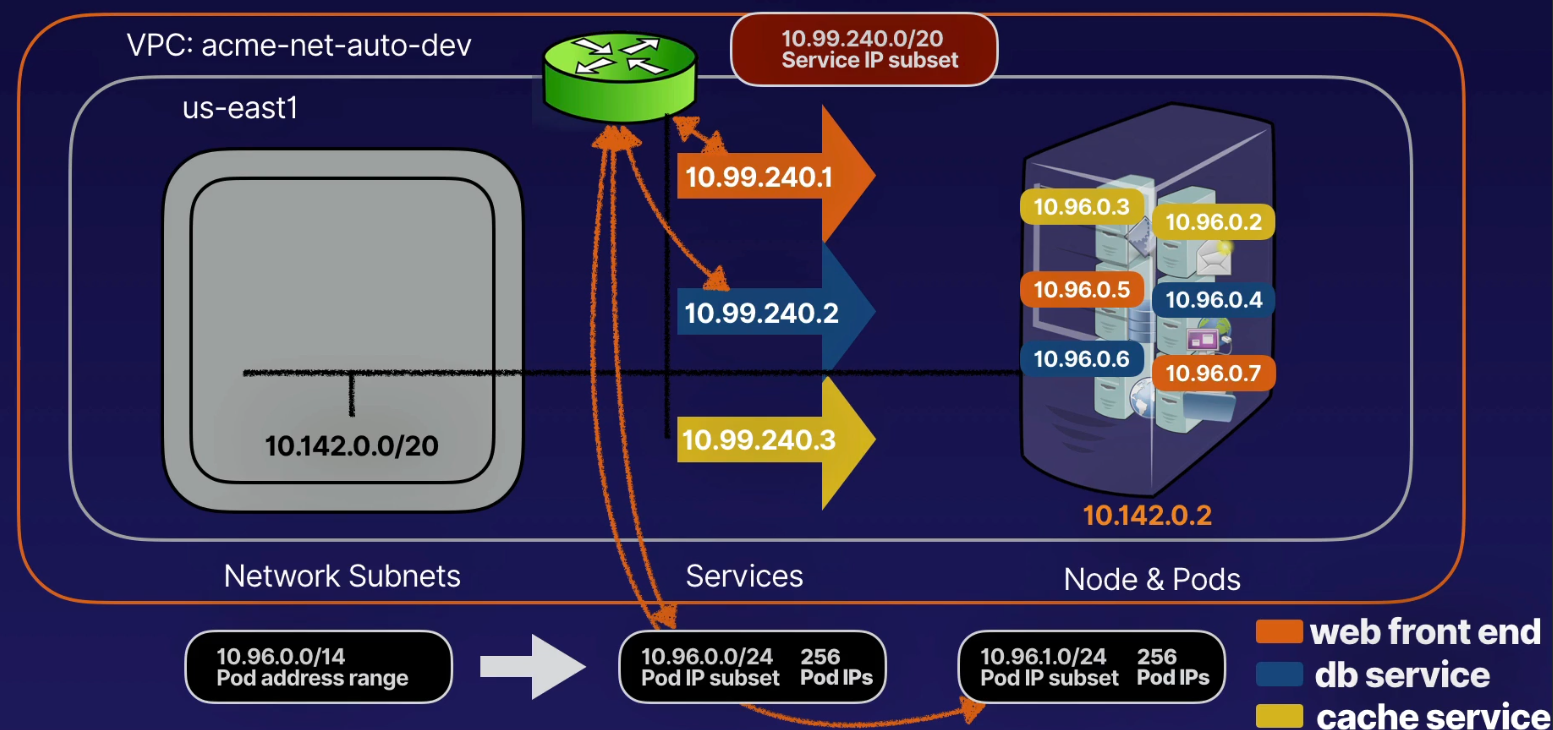 VPC: acme-net-auto-dev
10.99.240.0/20
Service IP subset
us-east1
10.99.240.1
10.99.240.2
10.99.240.3
10.96.0.3
10.96.0.2
10.96.0.5
10.96.0.4
10.96.0.6
10.96.0.7
10.142.0.0/20
10.142.0.2
Network Subnets
Services
Node & Pods
10.96.0.0/14
Pod address range
10.96.0.0/24 256
Pod IP subset Pod IPs
10.96.1.0/24 256
Pod IP subset Pod IPs
web front end
db service
cache service